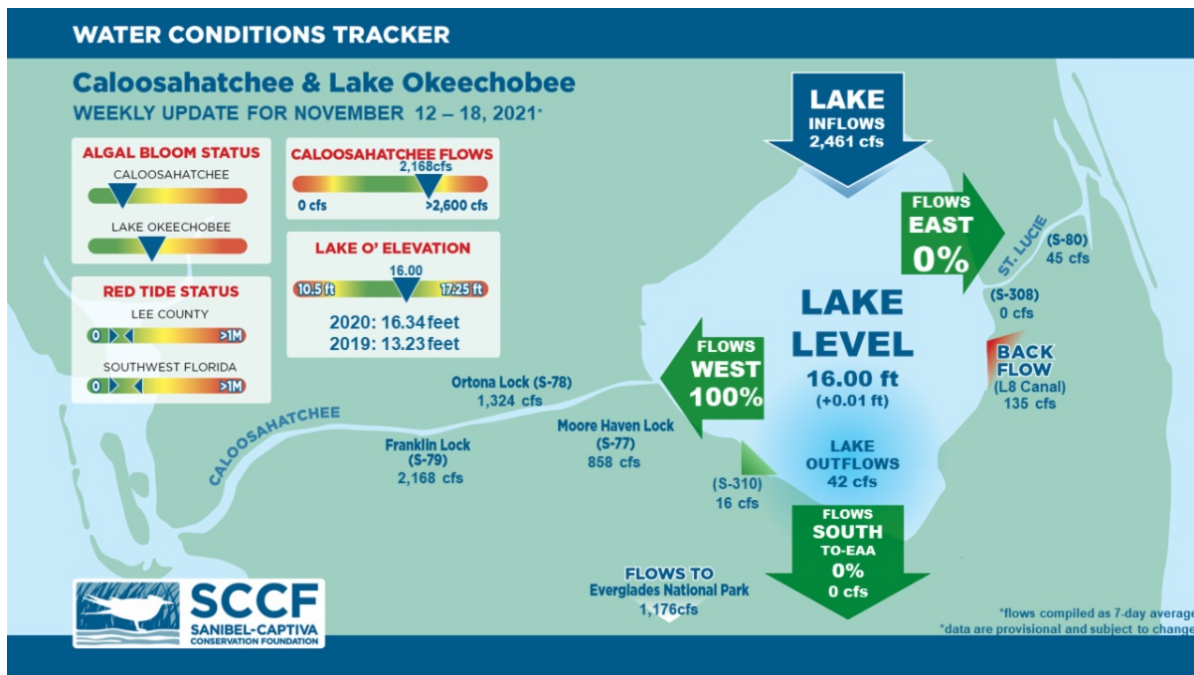 WATER CONDITIONS TRACKER
Caloosahatchee & Lake Okeechobee
WEEKLY UPDATE FOR NOVEMBER 12 – 18, 2021*
ALGAL BLOOM STATUS
CALOOSAHATCHEE
LAKE OKEECHOBEE
RED TIDE STATUS
LEE COUNTY
0 >1M
SOUTHWEST FLORIDA
0 >1M
CALOOSAHATCHEE FLOWS
2,168cfs
0 cfs >2,600 cfs
LAKE O' ELEVATION
16.00
10.5 ft 17.25 ft
2020: 16.34 feet
2019: 13.23 feet
LAKE
INFLOWS
2,461 cfs
FLOWS
EAST
0%
ST. LUCIE
(S-80)
45 cfs
(S-308)
0 cfs
BACK
FLOW
(L8 Canal)
135 cfs
LAKE
LEVEL
16.00 ft
(+0.01 ft)
FLOWS
WEST
100%
Ortona Lock (S-78)
1,324 cfs
CALOOSAHATCHEE
Franklin Lock
(S-79)
2,168 cfs
Moore Haven Lock
(S-77)
858 cfs
(S-310)
16 cfs
LAKE
OUTFLOWS
42 cfs
FLOWS
SOUTH
TO-EAA
0%
0 cfs
FLOWS TO
Everglades National Park
1,176cfs
SCCF
SANIBEL-CAPTIVA
CONSERVATION FOUNDATION
*flows compiled as 7-day average
*data are provisional and subject to change